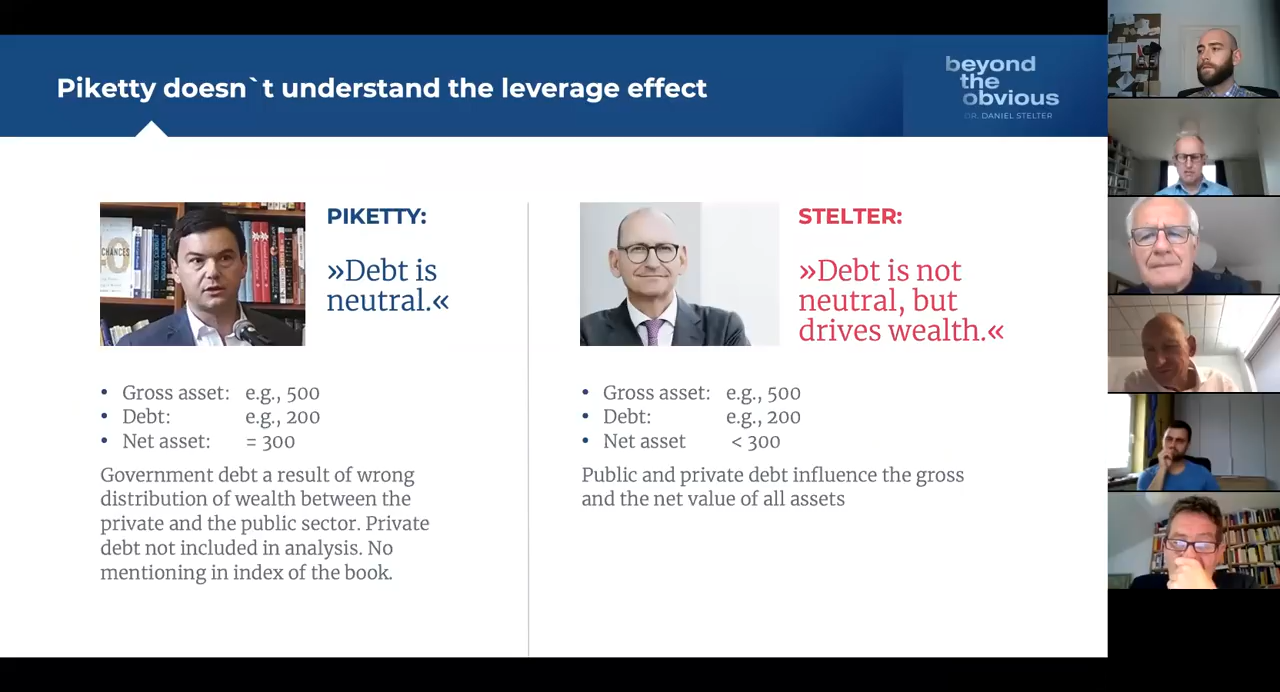 Piketty doesn`t understand the leverage effect
beyond
the
obvious
DR. DANIEL STELTER
CHANCES
PIKETTY:
»Debt is
neutral.«
• Gross asset: e.g., 500
• Debt: e.g., 200
• Net asset: = 300
Government debt a result of wrong
distribution of wealth between the
private and the public sector. Private
debt not included in analysis. No
mentioning in index of the book.
STELTER:
»Debt is not
neutral, but
drives wealth.«
• Gross asset: e.g., 500
• Debt: e.g., 200
• Net asset < 300
Public and private debt influence the gross
and the net value of all assets